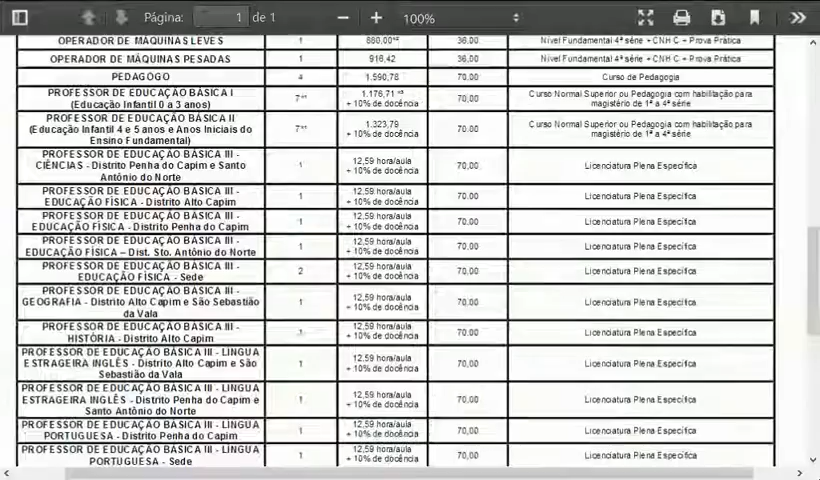 Página: 1 de 1 100%
OPERADOR DE MÁQUINAS LEVES 1 880,00 36,00 Nível Fundamental 4ª série + CNH C + Prova Prática
OPERADOR DE MÁQUINAS PESADAS 1 916,42 36,00 Nível Fundamental 4ª série + CNH C + Prova Prática
PEDAGOGO 4 1.590,78 70,00 Curso de Pedagogia
PROFESSOR DE EDUCAÇÃO BÁSICA I
(Educação Infantil 0 a 3 anos)
7
1.176,71
+ 10% de docência
70,00
Curso Normal Superior ou Pedagogia com habilitação para
magistério de 1ª a 4ª série
PROFESSOR DE EDUCAÇÃO BÁSICA II
(Educação Infantil 4 e 5 anos e Anos Iniciais do
Ensino Fundamental)
7
1.323,79
+ 10% de docência
70,00
Curso Normal Superior ou Pedagogia com habilitação para
magistério de 1ª a 4ª série
PROFESSOR DE EDUCAÇÃO BÁSICA III -
CIÊNCIAS - Distrito Penha do Capim e Santo
Antônio do Norte
1
12,59 hora/aula
+ 10% de docência
70,00
Licenciatura Plena Específica
PROFESSOR DE EDUCAÇÃO BÁSICA III -
EDUCAÇÃO FÍSICA - Distrito Alto Capim
1
12,59 hora/aula
+ 10% de docência
70,00
Licenciatura Plena Específica
PROFESSOR DE EDUCAÇÃO BÁSICA III -
EDUCAÇÃO FÍSICA - Distrito Penha do Capim
1
12,59 hora/aula
+ 10% de docência
70,00
Licenciatura Plena Específica
PROFESSOR DE EDUCAÇÃO BÁSICA III -
EDUCAÇÃO FÍSICA – Dist. Sto. Antônio do Norte
1
12,59 hora/aula
+ 10% de docência
70,00
Licenciatura Plena Específica
PROFESSOR DE EDUCAÇÃO BÁSICA III -
EDUCAÇÃO FÍSICA - Sede
2
12,59 hora/aula
+ 10% de docência
70,00
Licenciatura Plena Específica
PROFESSOR DE EDUCAÇÃO BÁSICA III -
GEOGRAFIA - Distrito Alto Capim e São Sebastião
da Vala
1
12,59 hora/aula
+ 10% de docência
70,00
Licenciatura Plena Específica
PROFESSOR DE EDUCAÇÃO BÁSICA III -
HISTÓRIA - Distrito Alto Capim
1
12,59 hora/aula
+ 10% de docência
70,00
Licenciatura Plena Específica
PROFESSOR DE EDUCAÇÃO BÁSICA III - LÍNGUA
ESTRAGEIRA INGLÊS - Distrito Alto Capim e São
Sebastião da Vala
1
12,59 hora/aula
+ 10% de docência
70,00
Licenciatura Plena Específica
PROFESSOR DE EDUCAÇÃO BÁSICA III - LÍNGUA
ESTRAGEIRA INGLÊS - Distrito Penha do Capim e
Santo Antônio do Norte
1
12,59 hora/aula
+ 10% de docência
70,00
Licenciatura Plena Específica
PROFESSOR DE EDUCAÇÃO BÁSICA III - LÍNGUA
PORTUGUESA - Distrito Penha do Capim
1
12,59 hora/aula
+ 10% de docência
70,00
Licenciatura Plena Específica
PROFESSOR DE EDUCAÇÃO BÁSICA III - LÍNGUA
PORTUGUESA - Sede
1
12,59 hora/aula
+ 10% de docência
70,00
Licenciatura Plena Específica